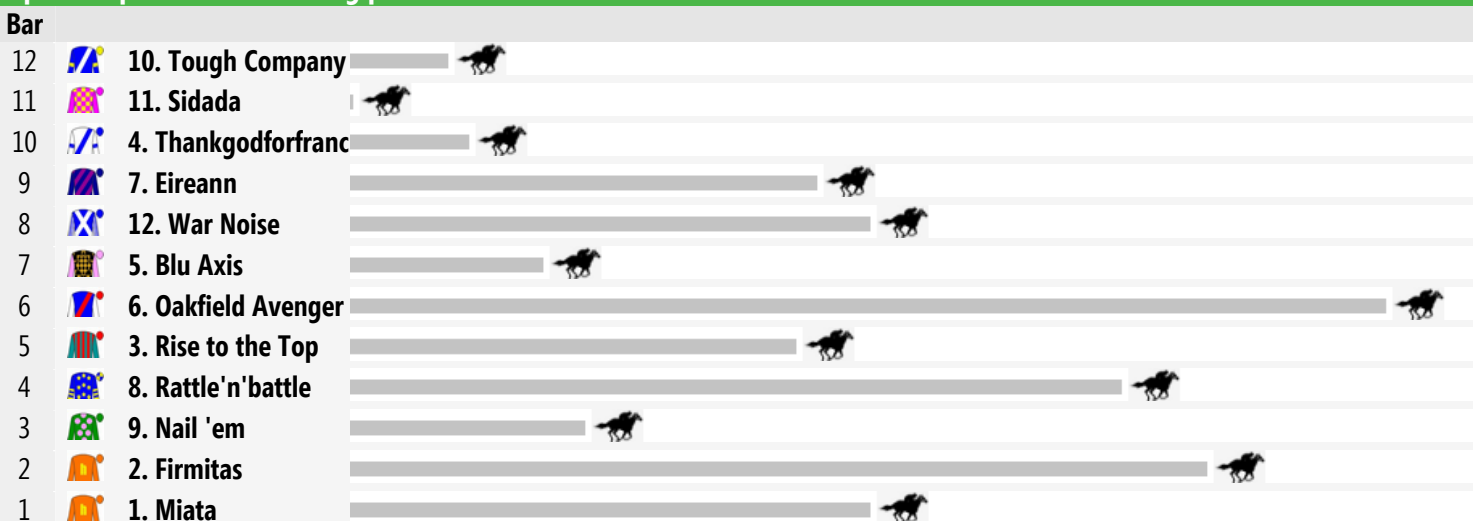 Bar
12 10. Tough Company
11 11. Sidada
10 4. Thankgodforfranc
9 7. Eireann
8 12. War Noise
7 5. Blu Axis
6 6. Oakfield Avenger
5 3. Rise to the Top
4 8. Rattle'n'battle
3 9. Nail 'em
2 2. Firmitas
1 1. Miata